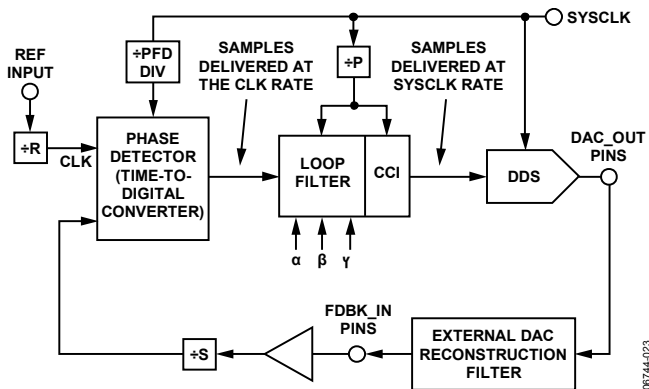 SYSCLK
REF
INPUT
÷PFD
DIV
÷P
SAMPLES
DELIVERED AT
THE CLK RATE
SAMPLES
DELIVERED AT
SYSCLK RATE
÷R
CLK
PHASE
DETECTOR
(TIME-TO-
DIGITAL
CONVERTER)
LOOP
FILTER
CCI
DDS
DAC_OUT
PINS
α β γ
FDBK_IN
PINS
÷S
EXTERNAL DAC
RECONSTRUCTION
FILTER
06744-023